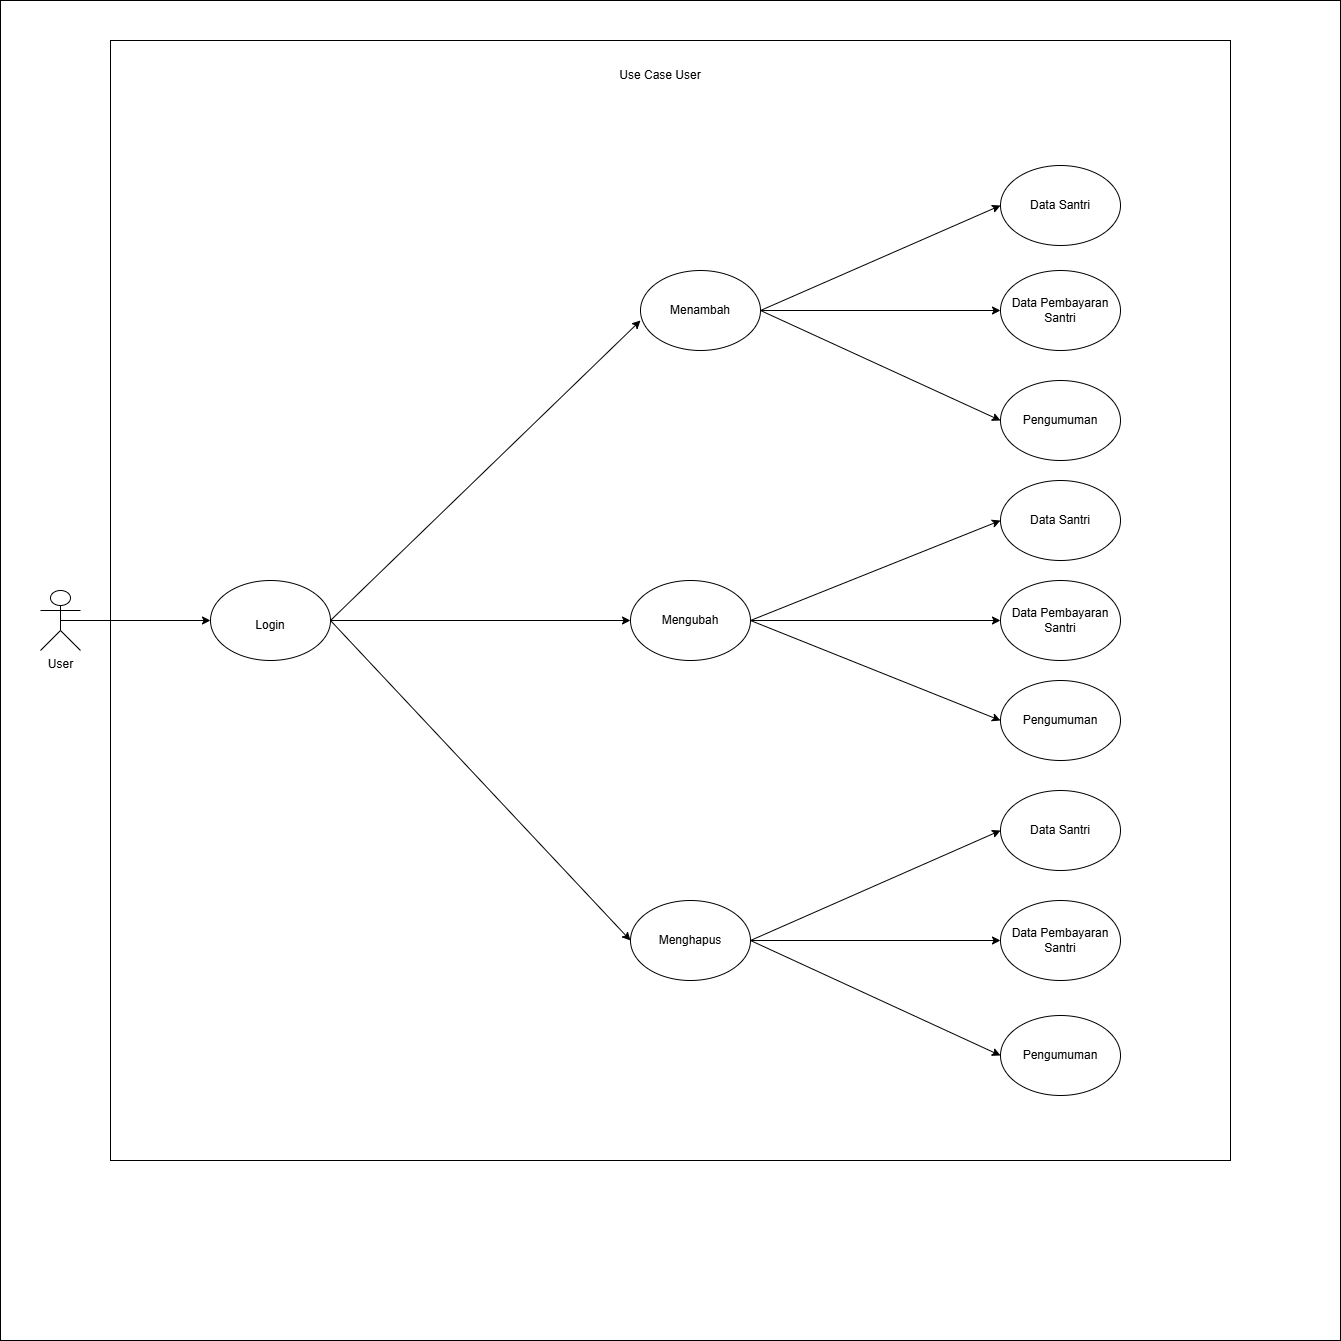 Use Case User
Data Santri
Menambah
Data Pembayaran
Santri
Pengumuman
Data Santri
User
Login
Mengubah
Data Pembayaran
Santri
Pengumuman
Data Santri
Menghapus
Data Pembayaran
Santri
Pengumuman